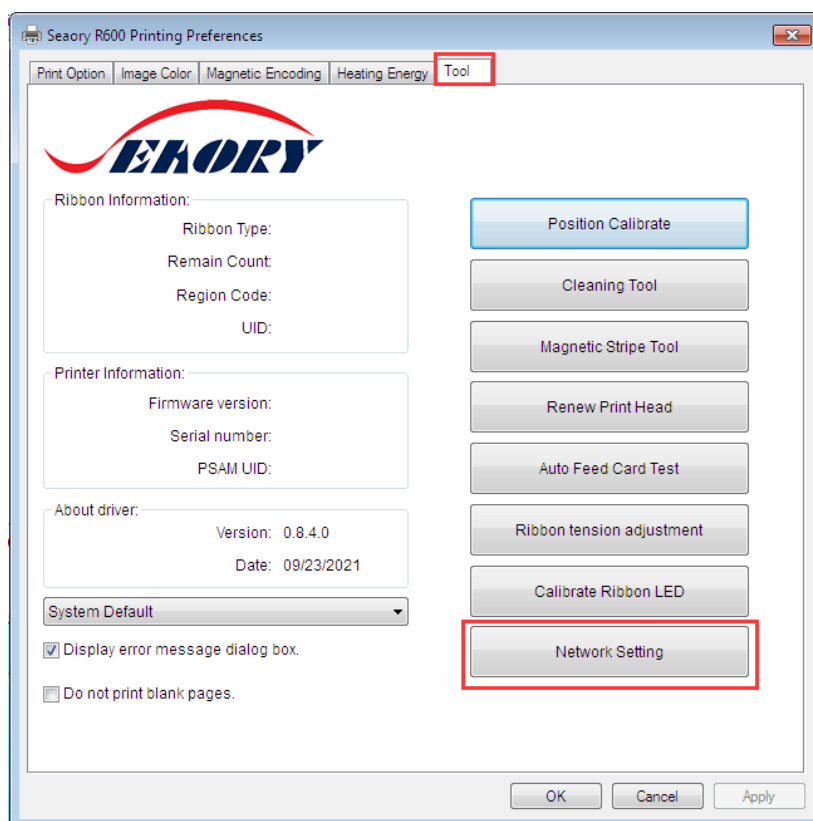 Seaory R600 Printing Preferences
Print Option Image Color Magnetic Encoding Heating Energy Tool
SEAORY
Ribbon Information:
Ribbon Type:
Remain Count:
Region Code:
UID:
Printer Information:
Firmware version:
Serial number:
PSAM UID:
About driver:
Version: 0.8.4.0
Date: 09/23/2021
System Default
Display error message dialog box.
Do not print blank pages.
Position Calibrate
Cleaning Tool
Magnetic Stripe Tool
Renew Print Head
Auto Feed Card Test
Ribbon tension adjustment
Calibrate Ribbon LED
Network Setting
OK Cancel Apply